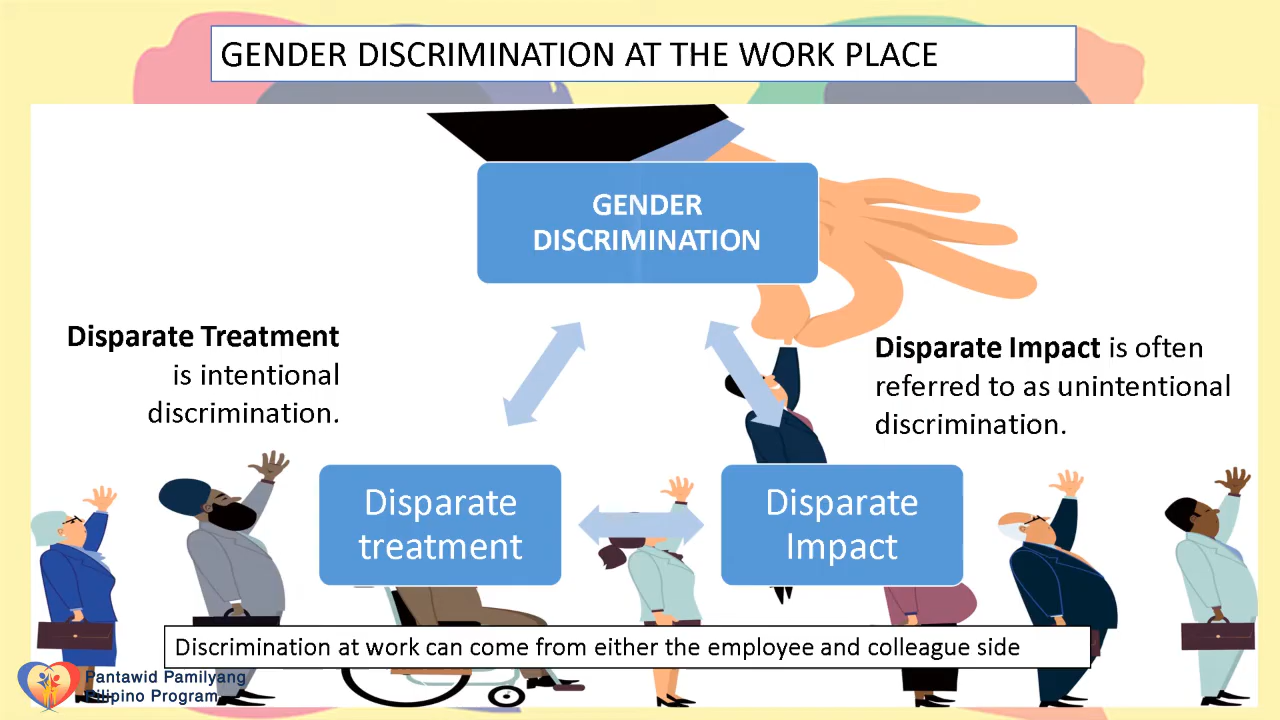 GENDER DISCRIMINATION AT THE WORK PLACE
GENDER
DISCRIMINATION
Disparate Treatment
is intentional
discrimination.
Disparate Impact is often
referred to as unintentional
discrimination.
Disparate
treatment
Disparate
Impact
Discrimination at work can come from either the employee and colleague side
Pantawid Pamilyang
Pilipino Program